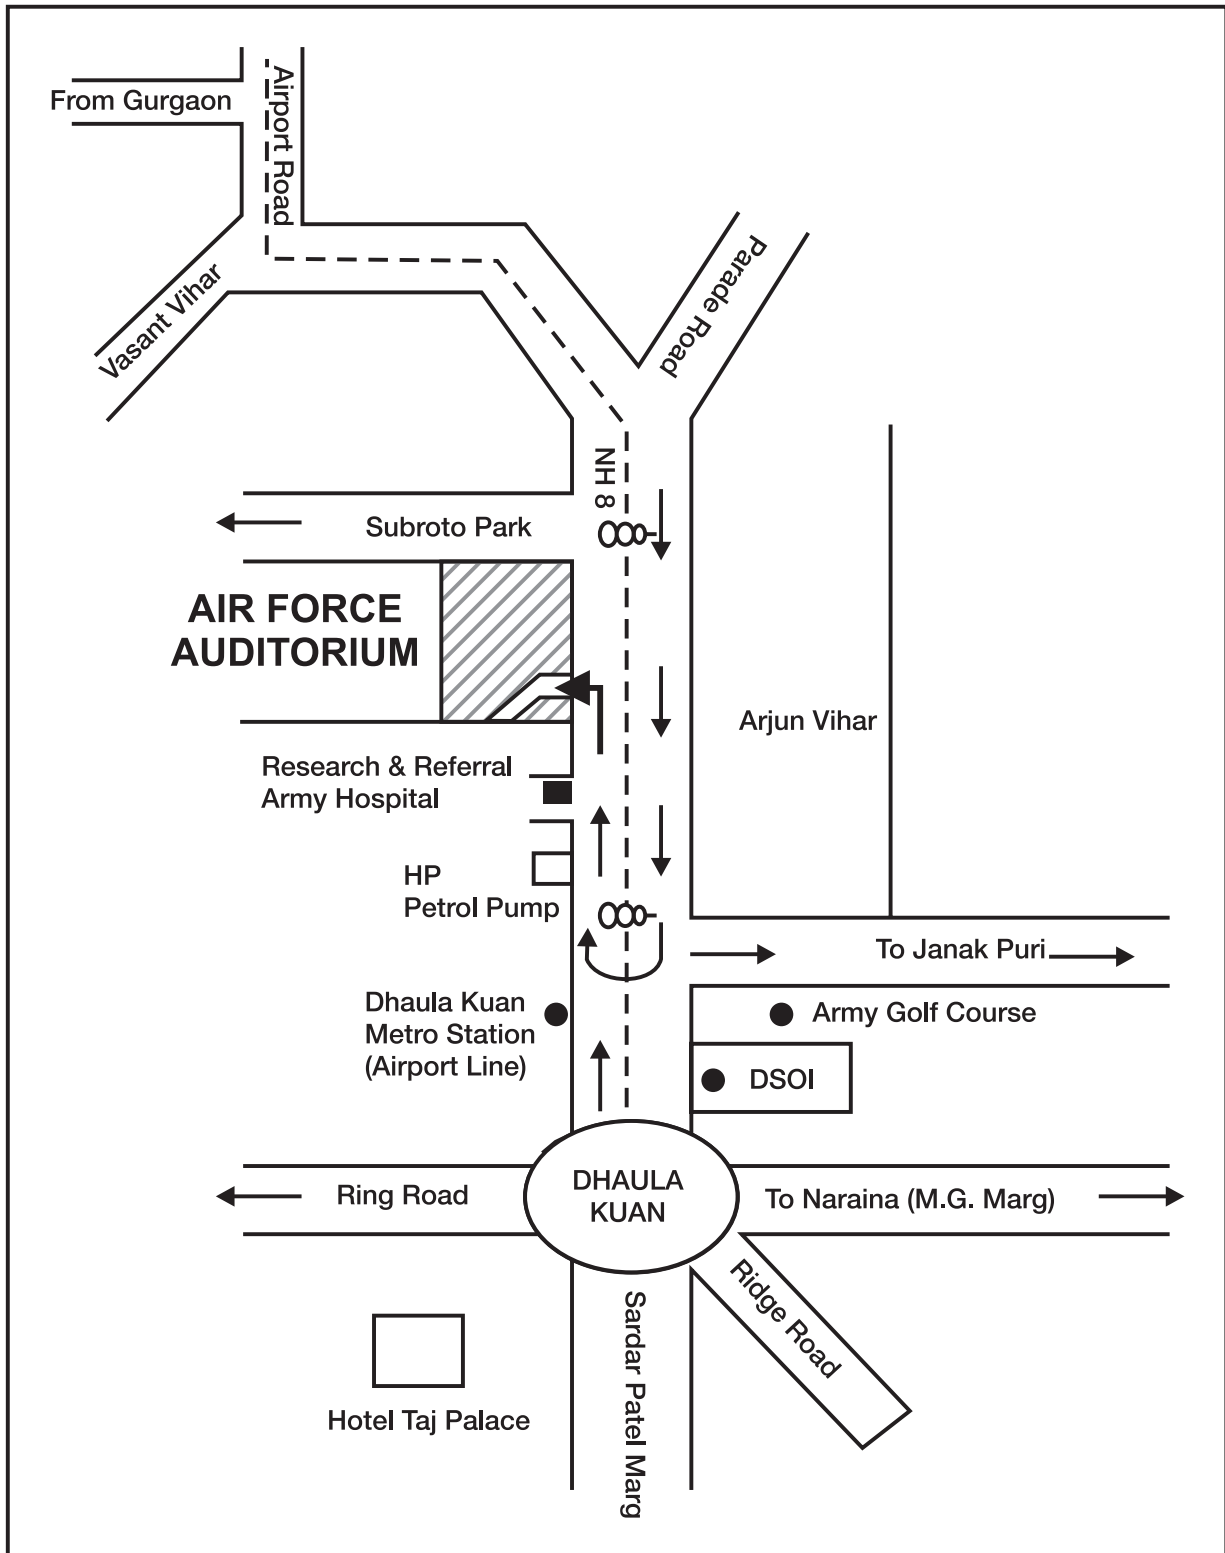 From Gurgaon
Airport Road
Vasant Vihar
Parade Road
NH 8
Subroto Park
AIR FORCE
AUDITORIUM
Arjun Vihar
Research & Referral
Army Hospital
HP
Petrol Pump
To Janak Puri
Dhaula Kuan
Metro Station
(Airport Line)
Army Golf Course
DSOI
DHAULA
KUAN
Ring Road
To Naraina (M.G. Marg)
Ridge Road
Sardar Patel Marg
Hotel Taj Palace